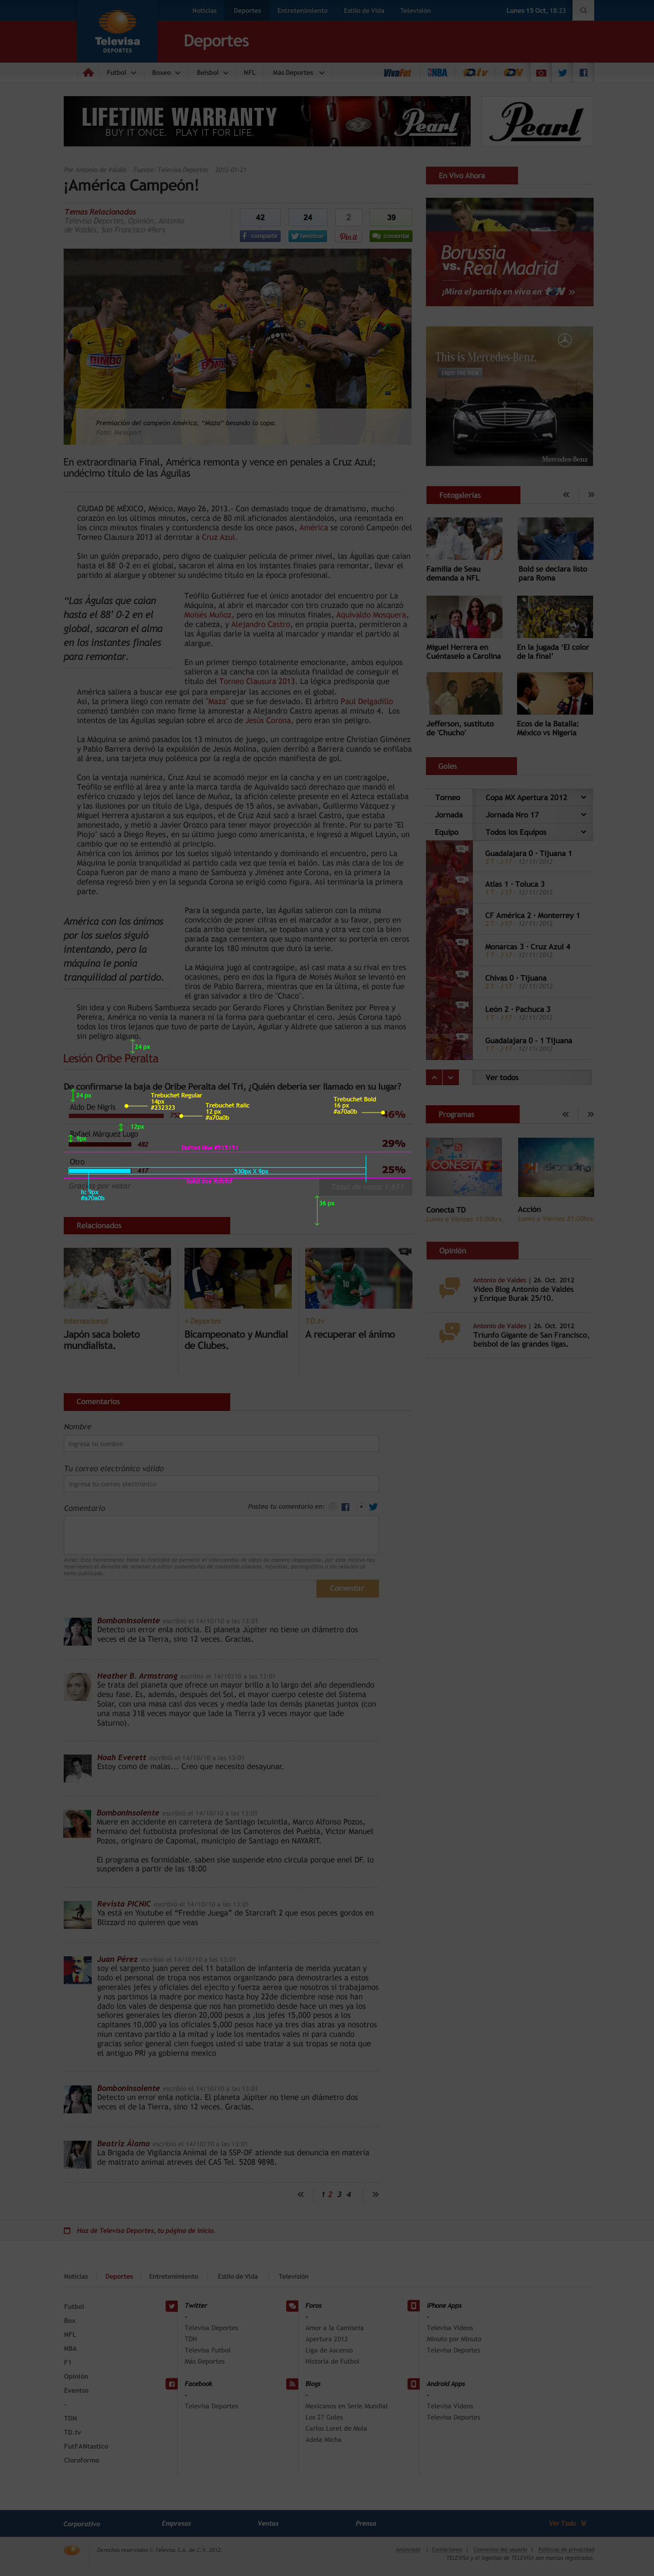 Noticias Deportes Entretenimiento Estilo de Vida Televisión
Lunes 15 Oct, 18:23
Televisa
DEPORTES
Deportes
Futbol Boxeo Beisbol NFL Más Deportes
VivaFut NBA TDtv
LIFETIME WARRANTY
BUY IT ONCE. PLAY IT FOR LIFE.
Pearl
Pearl
Por Antonio de Valdés Fuente: Televisa Deportes 2013-01-21
¡América Campeón!
Temas Relacionados
Televisa Deportes, Opinión, Antonio
de Valdés, San Francisco 49ers
42 24 2 39
compartir twittear Pin it comentar
Premiación del campeón América, "Maza" besando la copa.
Foto: Mexsport
En extraordinaria Final, América remonta y vence en penales a Cruz Azul;
undécimo título de las Águilas
CIUDAD DE MÉXICO, México, Mayo 26, 2013.- Con demasiado toque de dramatismo, mucho
corazón en los últimos minutos, cerca de 80 mil aficionados incendiándolos, una remontada en
los cinco minutos finales y contundencia desde los once pasos, América se coronó Campeón del
Torneo Clausura 2013 al derrotar a Cruz Azul.
Sin un guión preparado, pero digno de cualquier película de primer nivel, las Águilas que caían
hasta el 88' 0-2 en el global, sacaron el alma en los instantes finales para remontar, llevar el
partido al alargue y obtener su undécimo título en la época profesional.
"Las Águlas que caían
hasta el 88' 0-2 en el
global, sacaron el alma
en los instantes finales
para remontar.
Teófilo Gutiérrez fue el único anotador del encuentro por La
Máquina, al abrir el marcador con tiro cruzado que no alcanzó
Moisés Muñoz, pero en los minutos finales, Aquivaldo Mosquera,
de cabeza, y Alejandro Castro, en propia puerta, permitieron a
las Águilas darle la vuelta al marcador y mandar el partido al
alargue.
En un primer tiempo totalmente emocionante, ambos equipos
salieron a la cancha con la absoluta finalidad de conseguir el
título del Torneo Clausura 2013. La lógica predisponía que
América saliera a buscar ese gol para emparejar las acciones en el global.
Así, la primera llegó con remate del "Maza" que se fue desviado. El árbitro Paul Delgadillo
comenzó también con mano firme la amonestar a Alejandro Castro apenas al minuto 4. Los
intentos de las Águilas seguían sobre el arco de Jesús Corona, pero eran sin peligro.
La Máquina se animó pasados los 13 minutos de juego, un contragolpe entre Christian Giménez
y Pablo Barrera derivó la expulsión de Jesús Molina, quien derribó a Barrera cuando se enfilaba
al área, una tarjeta muy polémica por la regla de opción manifiesta de gol.
Con la ventaja numérica, Cruz Azul se acomodó mejor en la cancha y en un contragolpe,
Teófilo se enfiló al arco y ante la marca tardía de Aquivaldo sacó derechazo que mandó el
esférico cruzado y lejos del lance de Muñoz, la afición celeste presente en el Azteca estallaba
y las ilusiones por un título de Liga, después de 15 años, se avivaban, Guillermo Vázquez y
Miguel Herrera ajustaron a sus equipos, el de Cruz Azul sacó a Israel Castro, que estaba
amonestado, y metió a Javier Orozco para tener mayor proyección al frente. Por su parte "El
Piojo" sacó a Diego Reyes, en su último juego como americanista, e ingresó a Miguel Layún, un
cambio que no se entendió al principio.
América con los ánimos por los suelos siguió intentando y dominando el encuentro, pero La
Máquina le ponía tranquilidad al partido cada vez que tenía el balón. Las más claras de los de
Coapa fueron par de mano a mano de Sambueza y Jiménez ante Corona, en la primera la
defensa regresó bien y en la segunda Corona se erigió como figura. Así terminaría la primera
parte.
América con los ánimos
por los suelos siguió
intentando, pero la
máquina le ponía
tranquilidad al partido.
Para la segunda parte, las Águilas salieron con la misma
convicción de poner cifras en el marcador a su favor, pero era
un cateo nadamás el que hacían, ya que topaban una y otra vez
parada zaga cementera que supo mantener su portería en ceros
durante los 180 minutos que duró la serie.
La Máquina jugó al contragolpe, así casi mata a su rival en tres
ocasiones, pero en dos la figura de Moisés Muñoz se levantó en
tiros de Pablo Barrera, mientras que en la última, el poste fue
el gran salvador a tiro de "Chaco".
Sin idea y con Rubens Sambueza secado por Gerardo Flores y Christian Benítez por Perea y
Pereira, América no venía la manera ni la forma para quebrantar el cero. Jesús Corona tapó
todos los tiros lejanos que tuvo de parte de Layún, Aguilar y Aldrete que salieron a sus manos
sin peligro alguno.
24 px
Lesión Oribe Peralta
De confirmarse la baja de Oribe Peralta del Tri, ¿Quién debería ser llamado en su lugar?
24 px
Trebuchet Regular
14px
#232323
Trebuchet Italic
12 px
#a70a0b
Trebuchet Bold
16 px
#a70a0b
Aldo De Nigris
46%
12px
Rafael Márquez Lugo
9px
482
29%
Otro
530px X 9px
417
25%
h: 9px
#a70a0b
Gracias por votar
36 px
Relacionados
Internacional
Japón saca boleto
mundialista.
+ Deportes
Bicampeonato y Mundial
de Clubes.
TD.tv
A recuperar el ánimo
Comentarios
Nombre
Ingresa tu nombre
Tu correo electrónico válido
Ingresa tu correo electrónico
Comentario
Postea tu comentario en:
Comentar
BombonInsolente escribió el 14/10/10 a las 13:01
Detecto un error enla noticia. El planeta Júpiter no tiene un diámetro dos
veces el de la Tierra, sino 12 veces. Gracias.
Heather B. Armstrong escribió el 14/10/10 a las 13:01
Se trata del planeta que ofrece un mayor brillo a lo largo del año dependiendo
desu fase. Es, además, después del Sol, el mayor cuerpo celeste del Sistema
Solar, con una masa casi dos veces y media lade los demás planetas juntos (con
una masa 318 veces mayor que lade la Tierra y3 veces mayor que lade
Saturno).
Noah Everett escribió el 14/10/10 a las 13:01
Estoy como de malas... Creo que necesito desayunar.
BombonInsolente escribió el 14/10/10 a las 13:01
Muere en accidente en carretera de Santiago Ixcuintla, Marco Alfonso Pozos,
hermano del futbolista profesional de los Camoteros del Puebla, Victor Manuel
Pozos, originaro de Capomal, municipio de Santiago en NAYARIT.
El programa es formidable. saben sise suspende elno circula porque enel DF. lo
suspenden a partir de las 18:00
Revista PICNIC escribió el 14/10/10 a las 13:01
Ya está en Youtube el "Freddie Juega" de Starcraft 2 que esos peces gordos en
Blizzard no quieren que veas
Juan Pérez escribió el 14/10/10 a las 13:01
soy el sargento juan perez del 11 batallon de infanteria de merida yucatan y
todo el personal de tropa nos estamos organizando para demostrarles a estos
generales jefes y oficiales del ejecito y fuerza aerea que nosotros si trabajamos
y nos partimos la madre por mexico hasta hoy 22de diciembre nose nos han
dado los vales de despensa que nos han prometido desde hace un mes ya los
señores generales les dieron 20,000 pesos a ,los jefes 15,000 pesos a los
capitanes 10,000 ya los oficiales 5,000 pesos hace ya tres dias atras ya nosotros
niun centavo partido a la mitad y lode los mentados vales ni para cuando
gracias señor general cien fuegos usted si sabe tratar a sus tropas se nota que
el antiguo PRI ya gobierna mexico
BombonInsolente escribió el 14/10/10 a las 13:01
Detecto un error enla noticia. El planeta Júpiter no tiene un diámetro dos
veces el de la Tierra, sino 12 veces. Gracias.
Beatriz Álamo escribió el 14/10/10 a las 13:01
La Brigada de Vigilancia Animal de la SSP-DF atiende sus denuncia en materia
de maltrato animal atreves del CAS Tel. 5208 9898.
1 2 3 4
En Vivo Ahora
Borussia
vs. Real Madrid
¡Mira el partido en vivo en
This is Mercedes-Benz.
Mercedes-Benz
Fotogalerías
Familia de Seau
demanda a NFL
Bold se declara listo
para Roma
Miguel Herrera en
Cuéntaselo a Carolina
En la jugada 'El color
de la final'
Jefferson, sustituto
de 'Chucho'
Ecos de la Batalla:
México vs Nigeria
Goles
Torneo Copa MX Apertura 2012
Jornada Jornada Nro 17
Equipo Todos los Equipos
Guadalajara 0 - Tijuana 1
Atlas 1 - Toluca 3
CF América 2 - Monterrey 1
Monarcas 3 - Cruz Azul 4
Chivas 0 - Tijuana
León 2 - Pachuca 3
Guadalajara 0 - 1 Tijuana
Ver todos
Programas
CONECTA
Conecta TD
Lunes a Viernes 15:00hrs.
Acción
Lunes a Viernes 21:00hrs.
Opinión
Antonio de Valdes | 26. Oct. 2012
Video Blog Antonio de Valdés
y Enrique Burak 25/10.
Antonio de Valdes | 26. Oct. 2012
Triunfo Gigante de San Francisco,
beisbol de las grandes ligas.
Haz de Televisa Deportes, tu página de inicio.
Noticias Deportes Entretenimiento Estilo de Vida Televisión
Futbol
Box
NFL
NBA
F1
Opinión
Eventos
-
TDN
TD.tv
FutFANtastico
Cloroformo
Twitter
-
Televisa Deportes
TDN
Televisa Futbol
Más Deportes
Facebook
-
Televisa Deportes
Foros
-
Amor a la Camiseta
Apertura 2012
Liga de Ascenso
Historia de Futbol
Blogs
-
Mexicanos en Serie Mundial
Los 27 Goles
Carlos Loret de Mola
Adela Micha
iPhone Apps
-
Televisa Videos
Minuto por Minuto
Televisa Deportes
Android Apps
-
Televisa Videos
Televisa Deportes
Corporativo Empresas Ventas Prensa Ver Todo
Derechos reservados © Televisa S.A. de C.V. 2012.
TELEVISA y el logotipo de TELEVISA son marcas registradas.